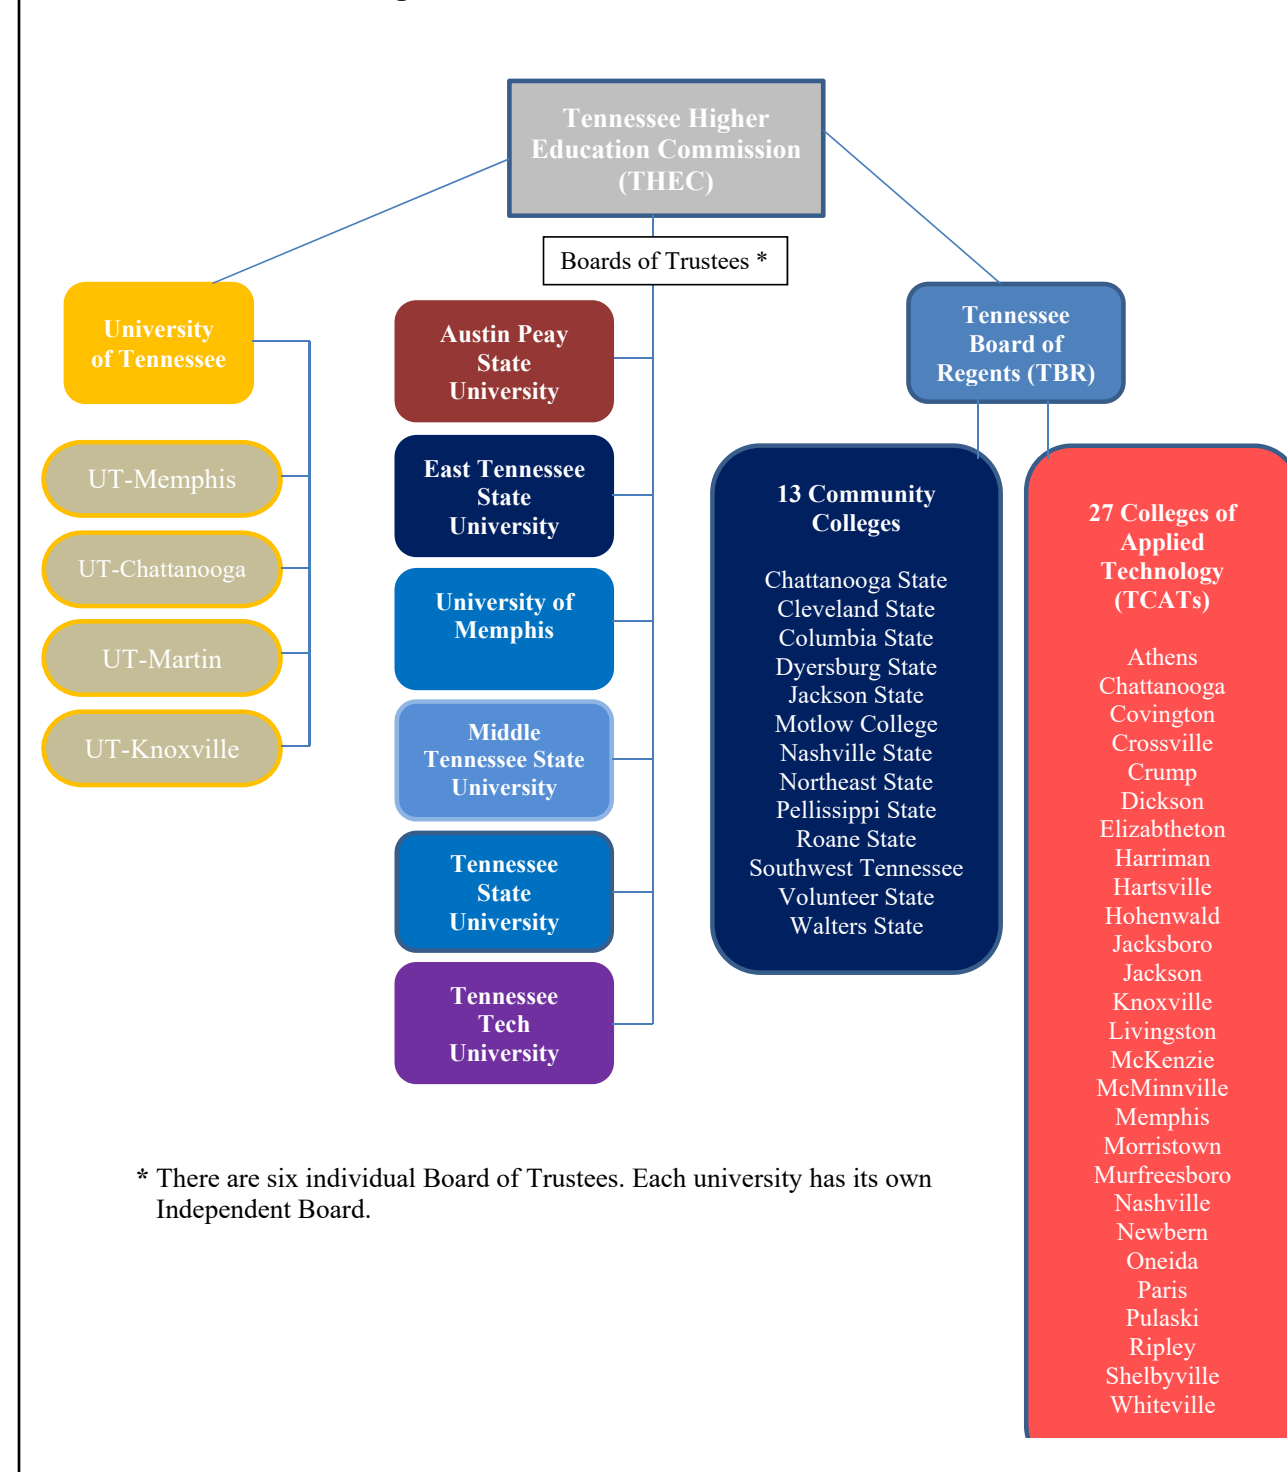 Tennessee Higher
Education Commission
(THEC)
Boards of Trustees *
University
of Tennessee
UT-Memphis
UT-Chattanooga
UT-Martin
UT-Knoxville
Austin Peay
State
University
East Tennessee
State
University
University of
Memphis
Middle
Tennessee State
University
Tennessee
State
University
Tennessee
Tech
University
Tennessee
Board of
Regents (TBR)
13 Community
Colleges
Chattanooga State
Cleveland State
Columbia State
Dyersburg State
Jackson State
Motlow College
Nashville State
Northeast State
Pellissippi State
Roane State
Southwest Tennessee
Volunteer State
Walters State
27 Colleges of
Applied
Technology
(TCATs)
Athens
Chattanooga
Covington
Crossville
Crump
Dickson
Elizabtheton
Harriman
Hartsville
Hohenwald
Jacksboro
Jackson
Knoxville
Livingston
McKenzie
McMinnville
Memphis
Morristown
Murfreesboro
Nashville
Newbern
Oneida
Paris
Pulaski
Ripley
Shelbyville
Whiteville
* There are six individual Board of Trustees. Each university has its own
Independent Board.